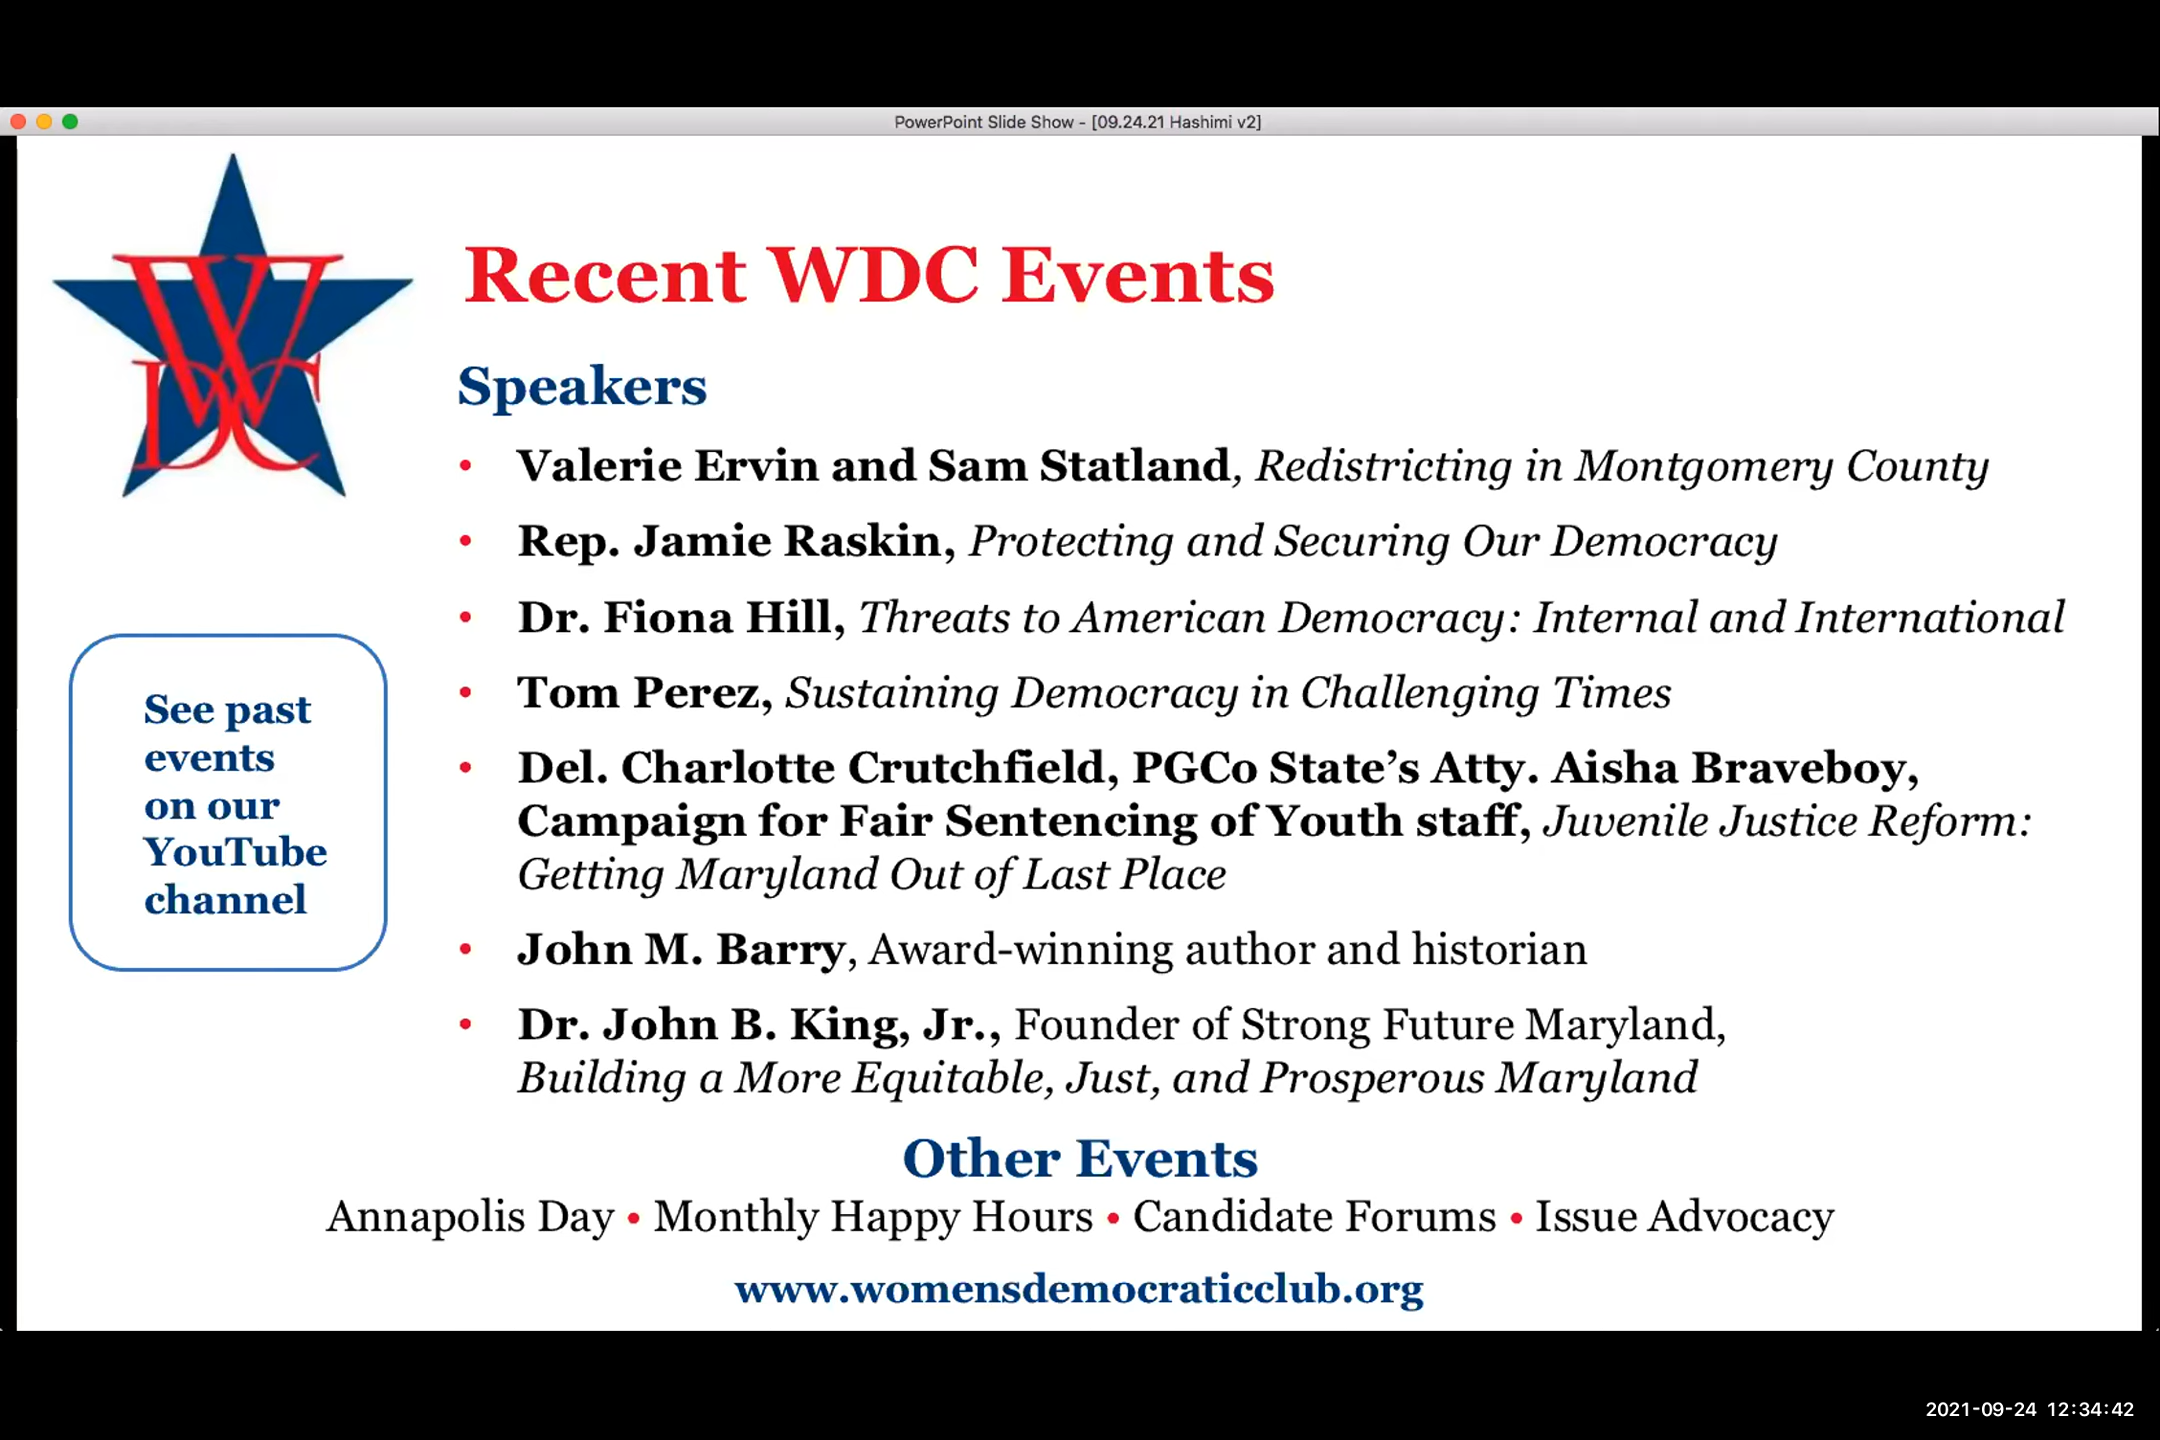 PowerPoint Slide Show - [09.24.21 Hashimi v2]
WDC
Recent WDC Events
Speakers
• Valerie Ervin and Sam Statland, Redistricting in Montgomery County
• Rep. Jamie Raskin, Protecting and Securing Our Democracy
• Dr. Fiona Hill, Threats to American Democracy: Internal and International
• Tom Perez, Sustaining Democracy in Challenging Times
• Del. Charlotte Crutchfield, PGCo State’s Atty. Aisha Braveboy,
Campaign for Fair Sentencing of Youth staff, Juvenile Justice Reform:
Getting Maryland Out of Last Place
• John M. Barry, Award-winning author and historian
• Dr. John B. King, Jr., Founder of Strong Future Maryland,
Building a More Equitable, Just, and Prosperous Maryland
See past
events
on our
YouTube
channel
Other Events
Annapolis Day • Monthly Happy Hours • Candidate Forums • Issue Advocacy
www.womensdemocraticclub.org
2021-09-24 12:34:42